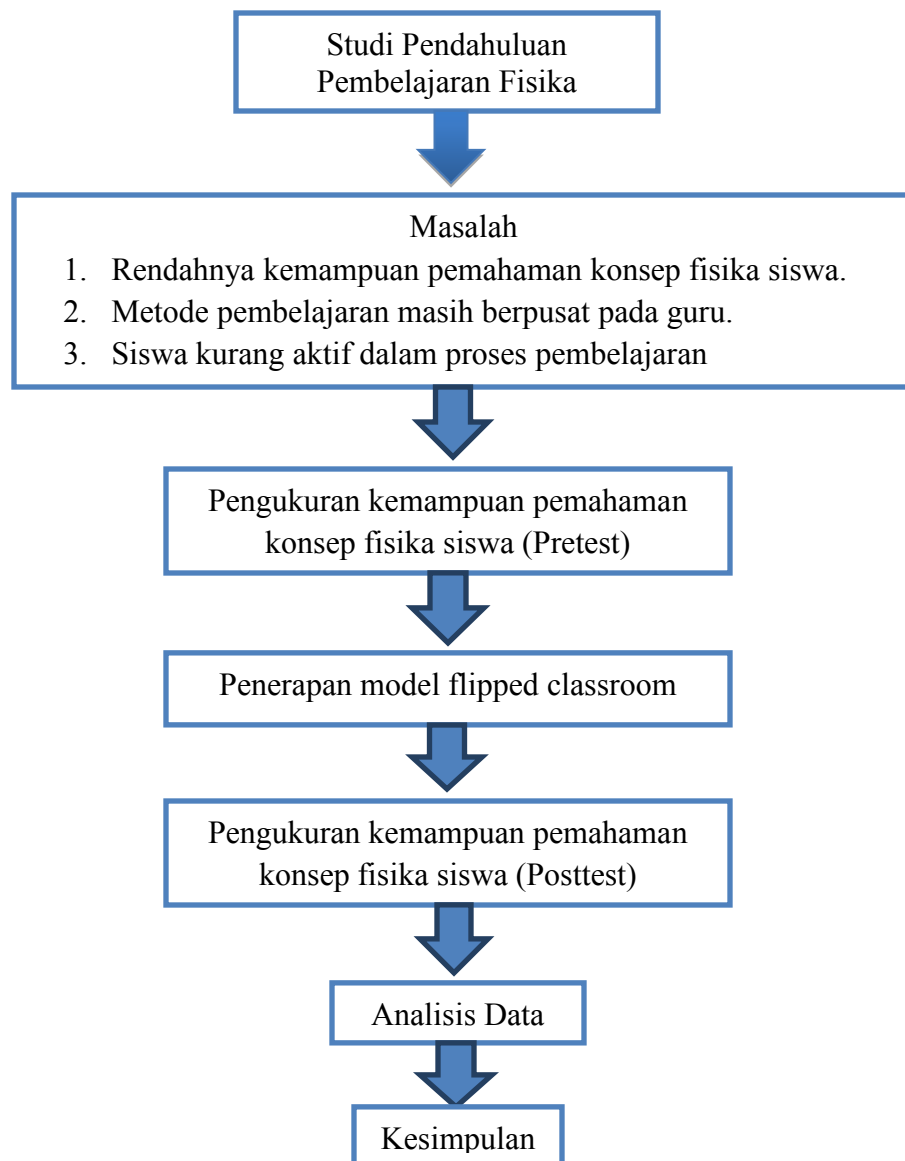 Studi Pendahuluan
Pembelajaran Fisika
Masalah
1. Rendahnya kemampuan pemahaman konsep fisika siswa.
2. Metode pembelajaran masih berpusat pada guru.
3. Siswa kurang aktif dalam proses pembelajaran
Pengukuran kemampuan pemahaman
konsep fisika siswa (Pretest)
Penerapan model flipped classroom
Pengukuran kemampuan pemahaman
konsep fisika siswa (Posttest)
Analisis Data
Kesimpulan